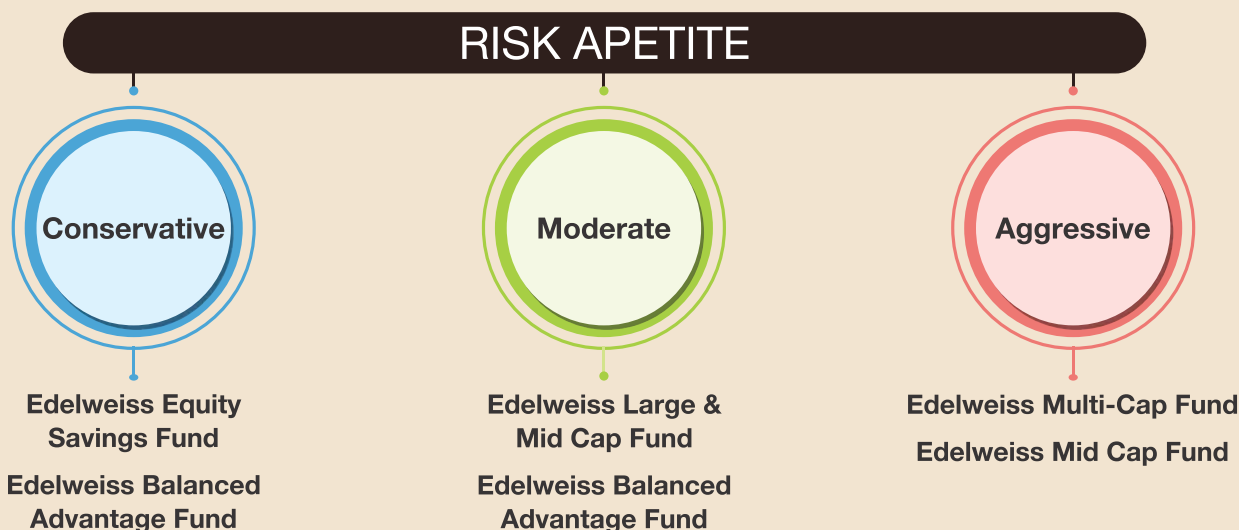 RISK APETITE
Conservative
Edelweiss Equity
Savings Fund
Edelweiss Balanced
Advantage Fund
Moderate
Edelweiss Large &
Mid Cap Fund
Edelweiss Balanced
Advantage Fund
Aggressive
Edelweiss Multi-Cap Fund
Edelweiss Mid Cap Fund